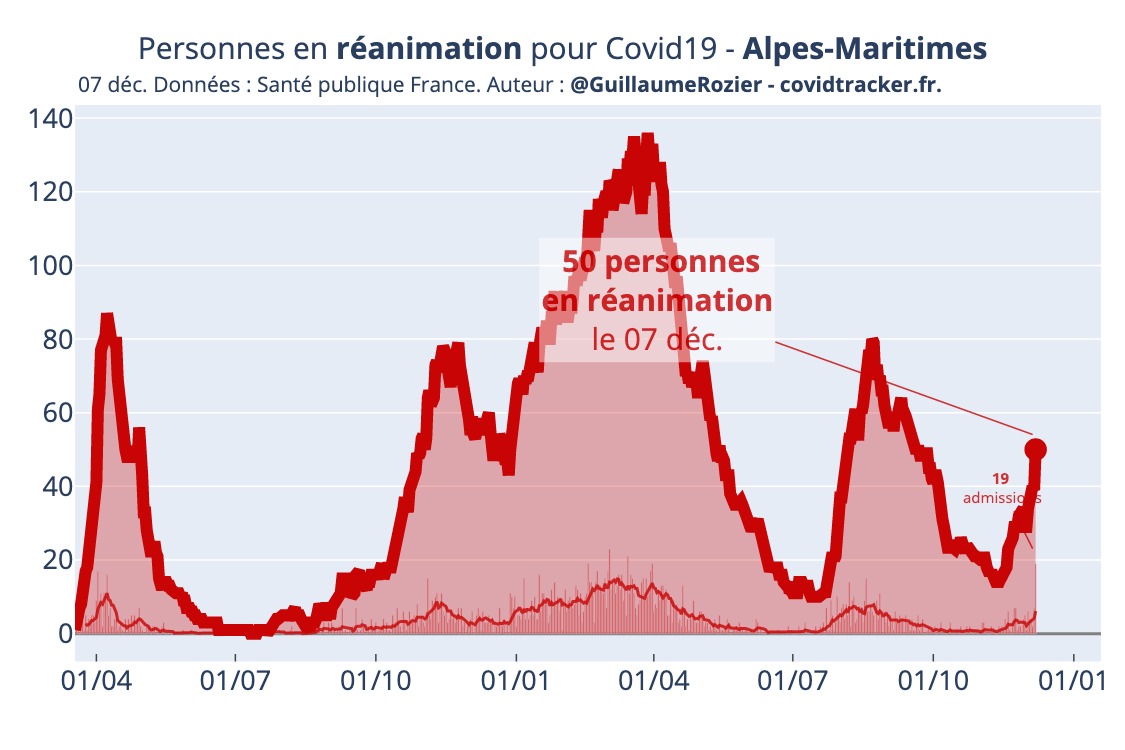 Personnes en réanimation pour Covid19 - Alpes-Maritimes
07 déc. Données : Santé publique France. Auteur : @GuillaumeRozier - covidtracker.fr.
140
120
100
80
60
40
20
0
50 personnes
en réanimation
le 07 déc.
19
admissions
01/04
01/07
01/10
01/01
01/04
01/07
01/10
01/01